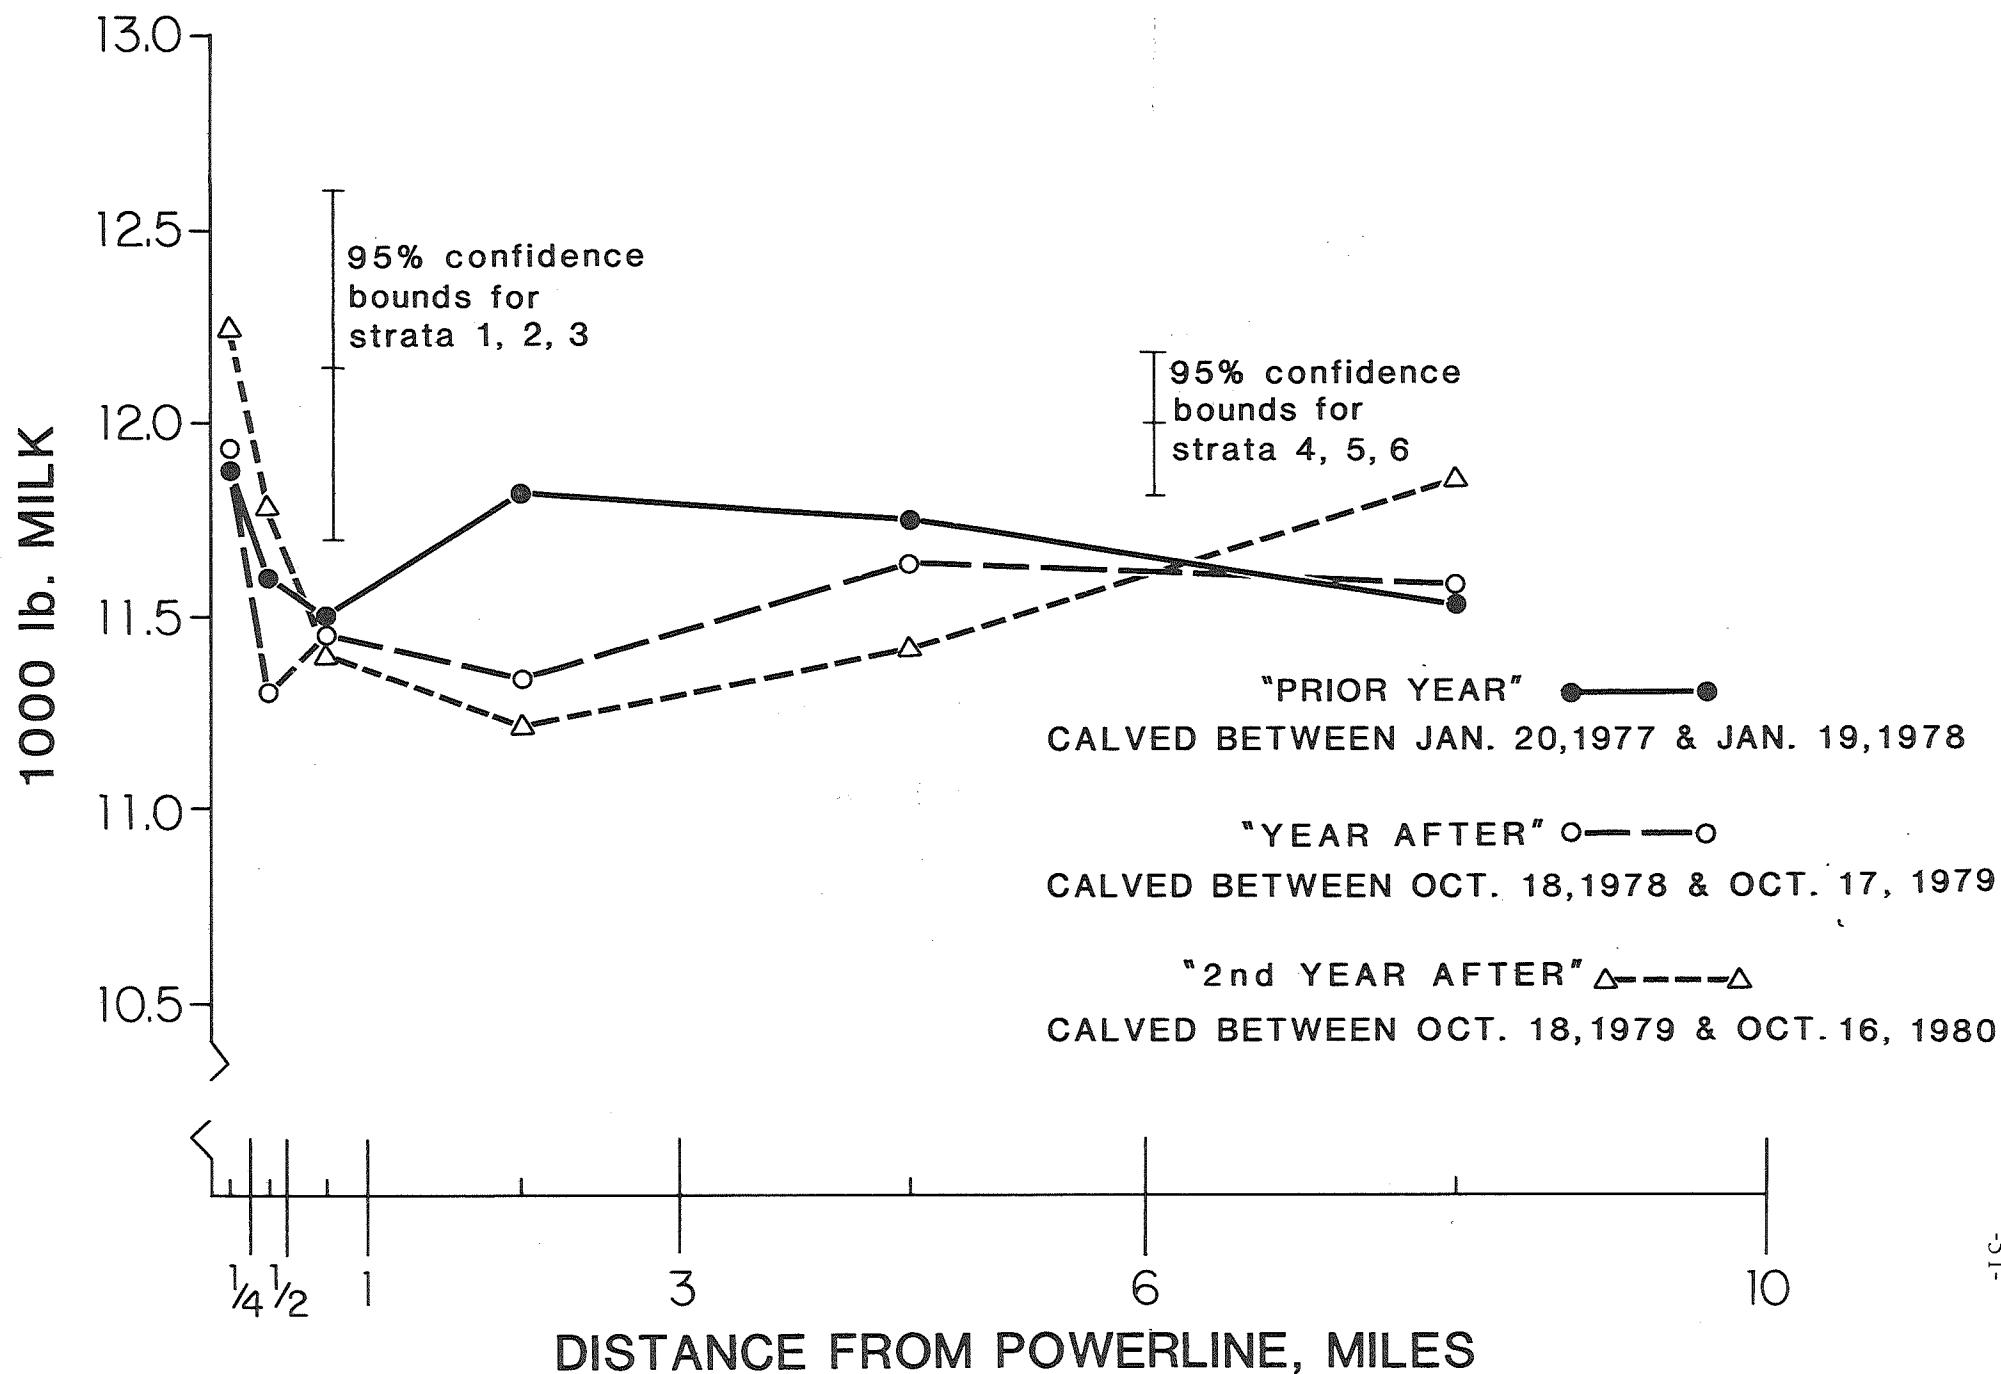 13.0
12.5
12.0
11.5
11.0
10.5
1000 lb. MILK
95% confidence
bounds for
strata 1, 2, 3
95% confidence
bounds for
strata 4, 5, 6
"PRIOR YEAR"
CALVED BETWEEN JAN. 20,1977 & JAN. 19,1978
"YEAR AFTER"
CALVED BETWEEN OCT. 18,1978 & OCT. 17, 1979
"2nd YEAR AFTER"
CALVED BETWEEN OCT. 18,1979 & OCT. 16, 1980
1/4 1/2 1 3 6 10
DISTANCE FROM POWERLINE, MILES